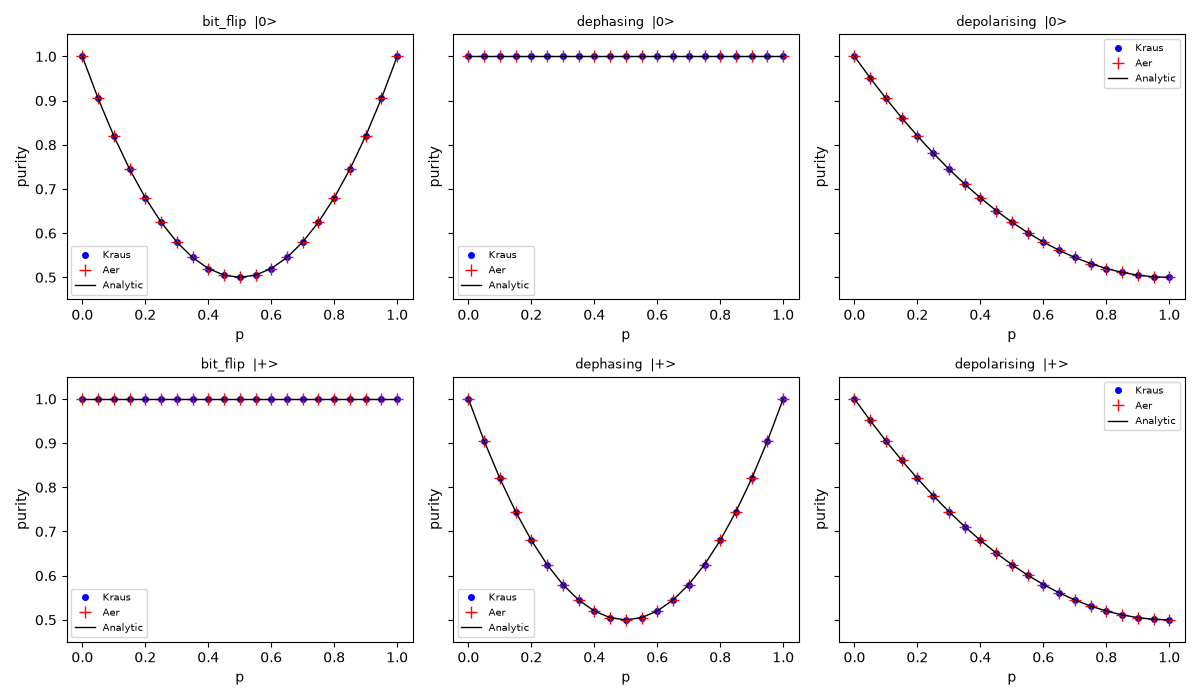 bit_flip |0>
1.0
0.9
0.8
0.7
0.6
0.5
purity
Kraus
Aer
Analytic
0.0 0.2 0.4 0.6 0.8 1.0
p
dephasing |0>
purity
Kraus
Aer
Analytic
0.0 0.2 0.4 0.6 0.8 1.0
p
depolarising |0>
purity
Kraus
Aer
Analytic
0.0 0.2 0.4 0.6 0.8 1.0
p
bit_flip |+>
1.0
0.9
0.8
0.7
0.6
0.5
purity
Kraus
Aer
Analytic
0.0 0.2 0.4 0.6 0.8 1.0
p
dephasing |+>
purity
Kraus
Aer
Analytic
0.0 0.2 0.4 0.6 0.8 1.0
p
depolarising |+>
purity
Kraus
Aer
Analytic
0.0 0.2 0.4 0.6 0.8 1.0
p